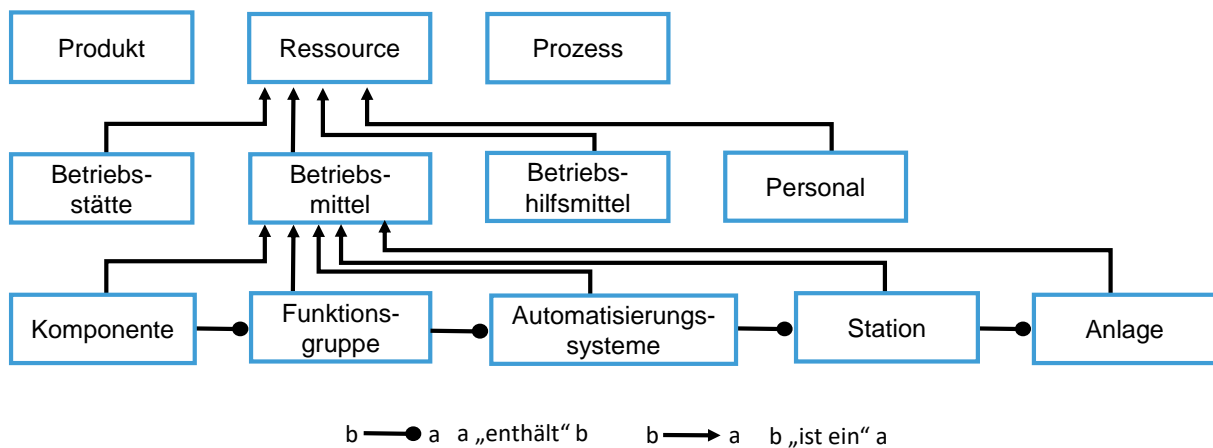 Produkt
Ressource
Prozess
Betriebs-
stätte
Betriebs-
mittel
Betriebs-
hilfsmittel
Personal
Komponente
Funktions-
gruppe
Automatisierungs-
systeme
Station
Anlage
b a a „enthält“ b b a b „ist ein“ a